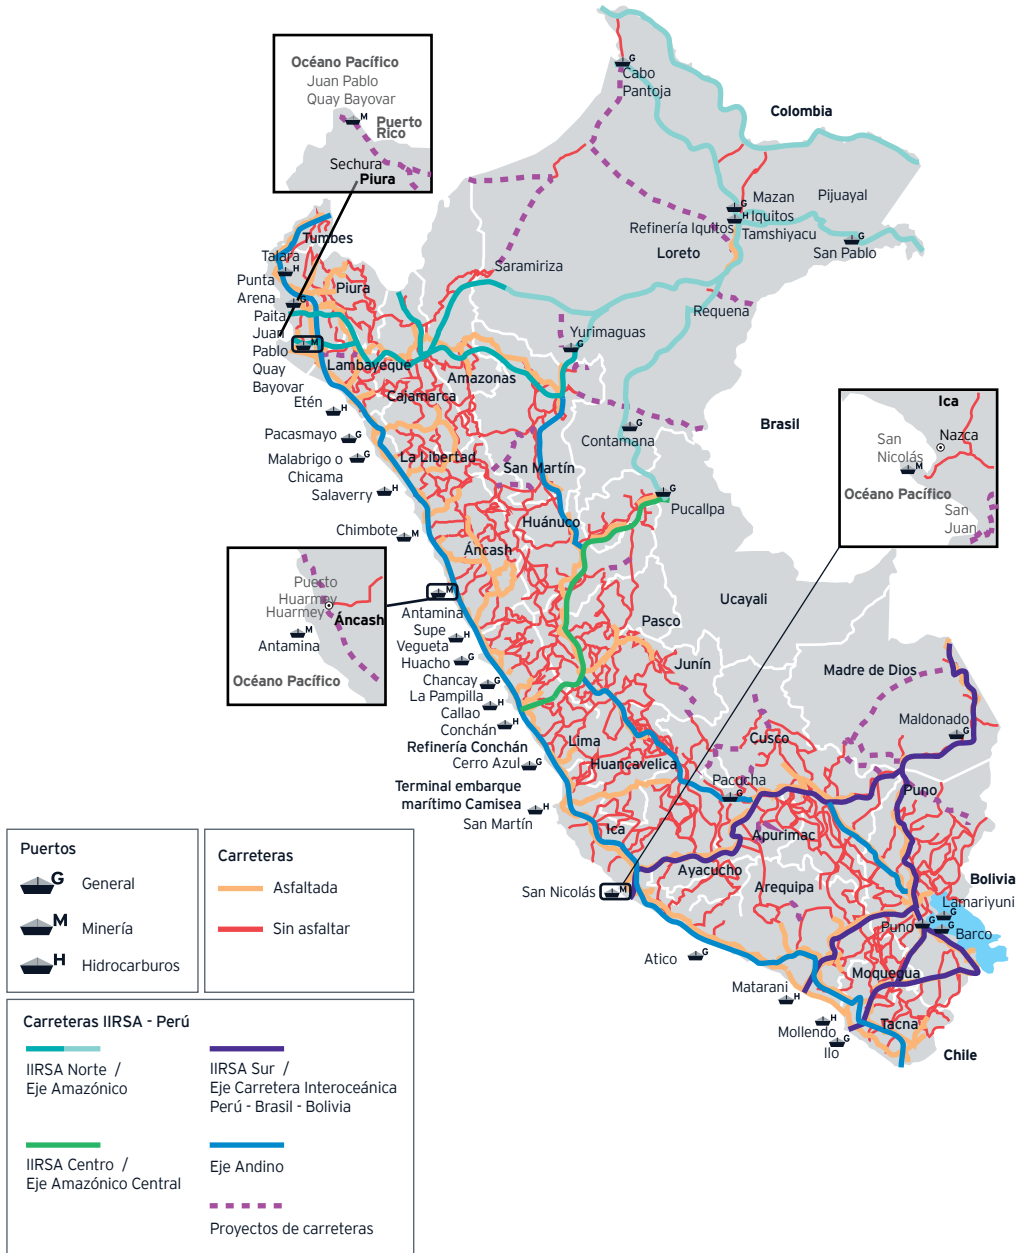 Océano Pacífico
Juan Pablo
Quay Bayovar
M
Puerto
Rico
Sechura
Piura
G
Cabo
Pantoja
Colombia
Mazan
G
Iquitos
H
Refinería Iquitos
Tamshiyacu
Pijuayal
G
San Pablo
Loreto
Saramiriza
Requena
Yurimaguas
G
Tumbes
Talara
H
Punta
Arena
G
Piura
Paita
Juan
Pablo
M
Quay
Bayovar
Lambayeque
Amazonas
Cajamarca
Etén
H
Pacasmayo
G
Malabrigo o
Chicama
G
Salaverry
H
La Libertad
San Martín
Contamana
G
Brasil
Pucallpa
G
Chimbote
M
Huánuco
Áncash
Ica
San
Nicolás
M
Nazca
Océano Pacífico
San
Juan
Puerto
Huarmey
Huarmey
Áncash
M
Antamina
Océano Pacífico
M
Antamina
Supe
H
Vegueta
Huacho
G
Chancay
G
La Pampilla
H
Callao
Conchán
H
Refinería Conchán
Cerro Azul
G
Terminal embarque
marítimo Camisea
H
San Martín
Ucayali
Pasco
Junín
Lima
Huancavelica
Madre de Dios
Maldonado
G
Cusco
Pacucha
G
Puno
Ica
Apurimac
Ayacucho
Arequipa
San Nicolás
M
Bolivia
Lamariyuni
G
Puno
G
G
Barco
Atico
G
Matarani
H
Moquegua
Mollendo
H
Ilo
G
Tacna
Chile
Puertos
G
General
M
Minería
H
Hidrocarburos
Carreteras
Asfaltada
Sin asfaltar
Carreteras IIRSA - Perú
IIRSA Norte /
Eje Amazónico
IIRSA Sur /
Eje Carretera Interoceánica
Perú - Brasil - Bolivia
IIRSA Centro /
Eje Amazónico Central
Eje Andino
Proyectos de carreteras